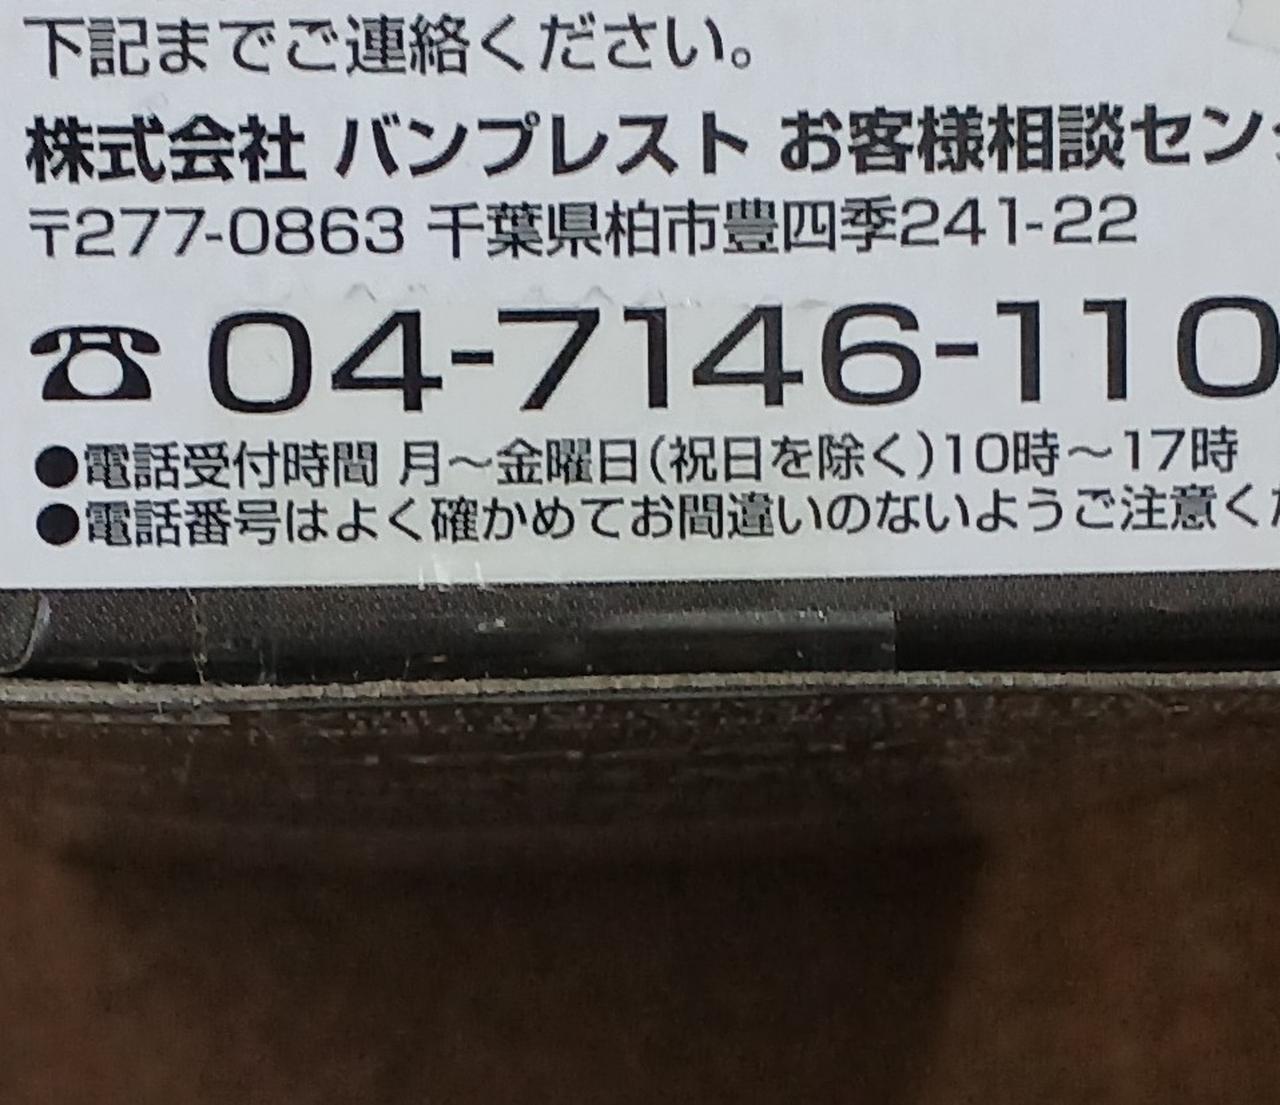 下記までご連絡ください。
株式会社 バンプレスト お客様相談セン
〒277-0863 千葉県柏市豊四季241-22
☎ 04-7146-110
●電話受付時間 月～金曜日(祝日を除く)10時～17時
●電話番号はよく確かめてお間違いのないようご注意く